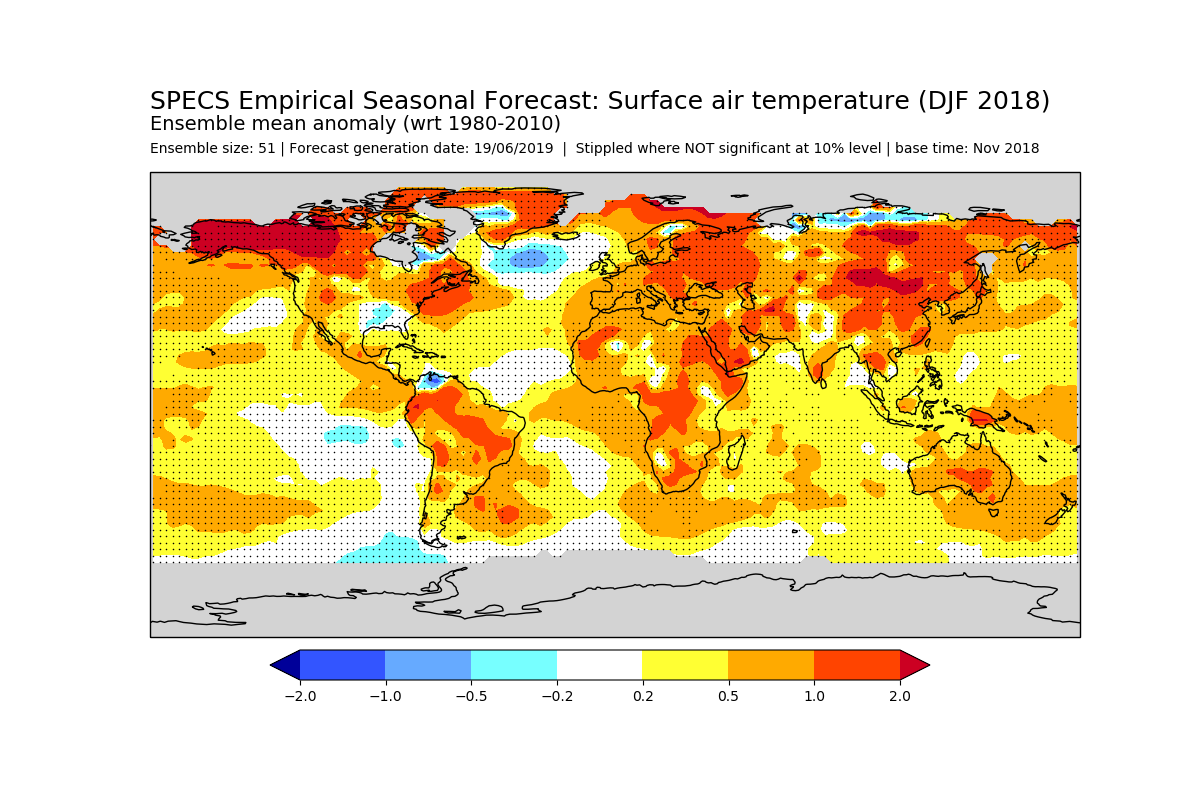 SPECS Empirical Seasonal Forecast: Surface air temperature (DJF 2018)
Ensemble mean anomaly (wrt 1980-2010)
Ensemble size: 51 | Forecast generation date: 19/06/2019 | Stippled where NOT significant at 10% level | base time: Nov 2018
−2.0 −1.0 −0.5 −0.2 0.2 0.5 1.0 2.0